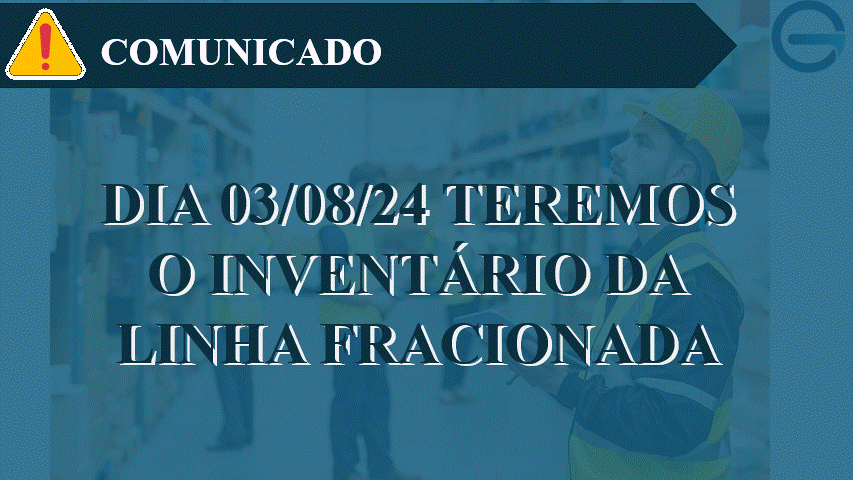 COMUNICADO
DIA 03/08/24 TEREMOS
O INVENTÁRIO DA
LINHA FRACIONADA